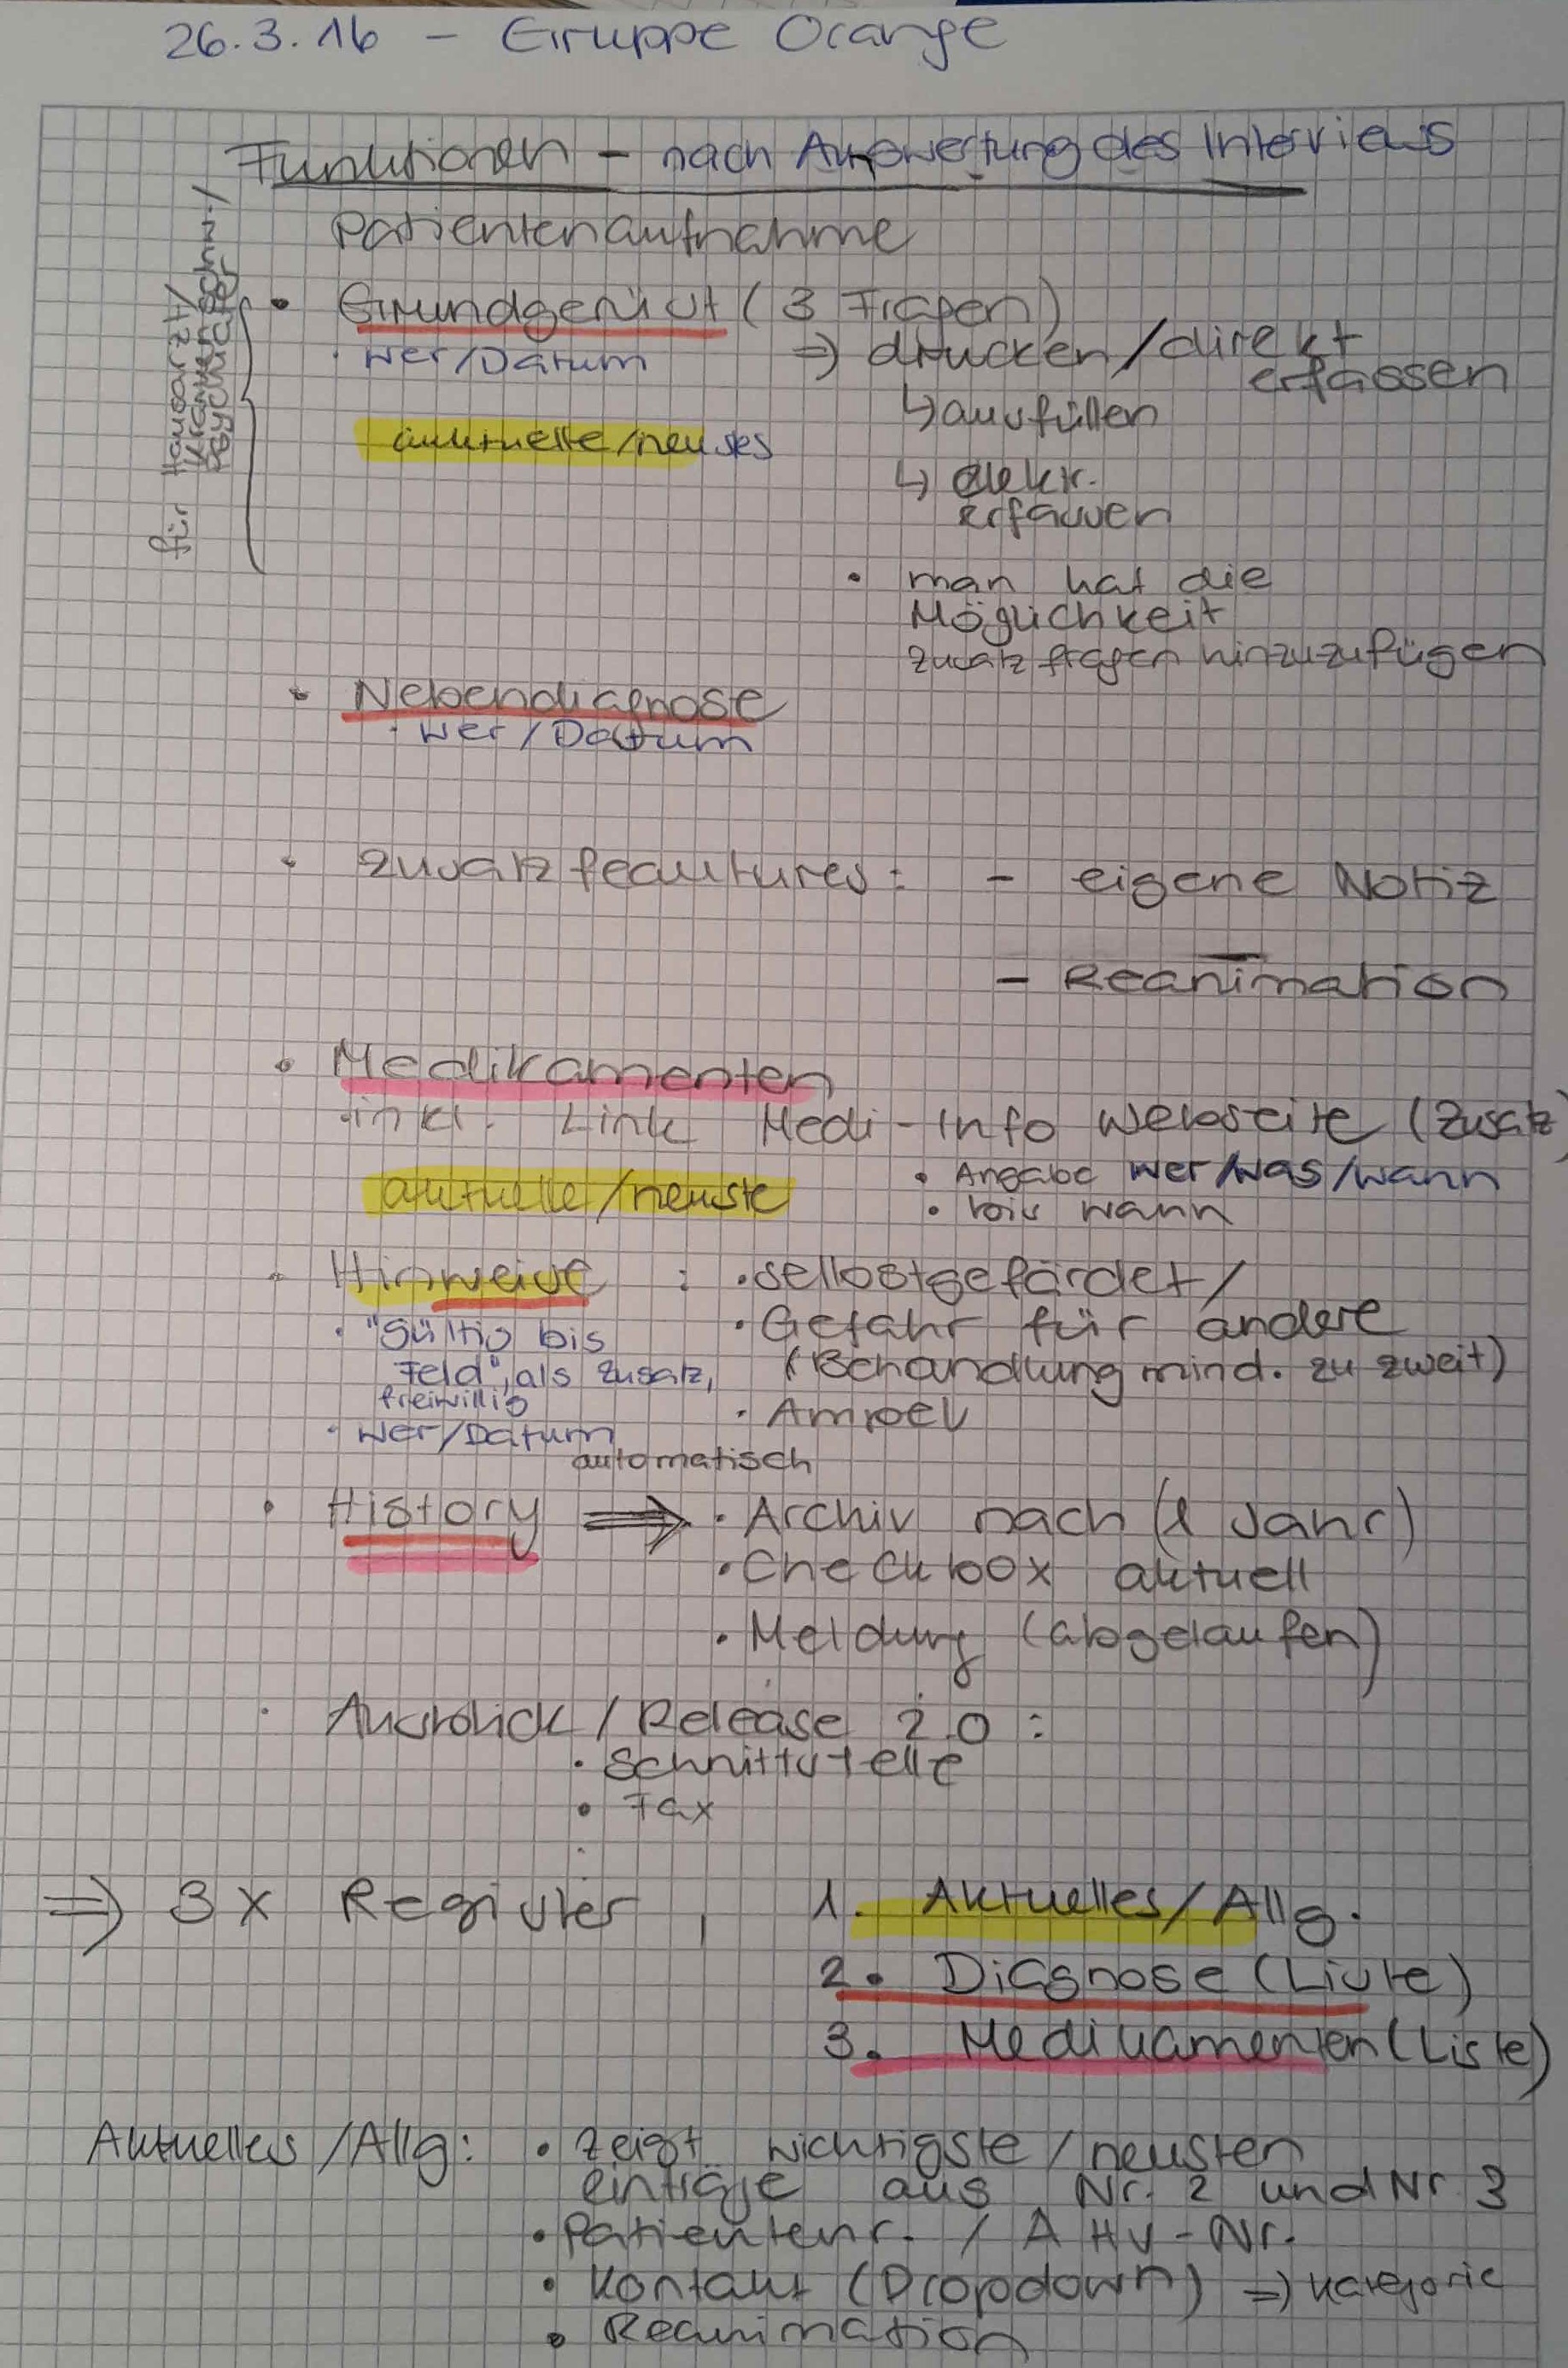 26.3.16 - Gruppe Orange
Funktionen - nach Auswertung des Interviews
Patientenaufnahme
für Hausarzt/
Krankenschw./
Psychiater
• Grundgerüst (3 Fragen)
· wer/Datum => drucken/direkt
erfassen
↳ ausfüllen
aktuelle/neustes
↳ elekr.
erfassen
• man hat die
Möglichkeit
Zusatzfragen hinzuzufügen
• Nebendiagnose
· wer/Datum
• Zusatzfeautures: - eigene Notiz
- Reanimation
• Medikamenten
· inkl. Link Medi-Info Webseite (Zusatz)
• Angabe wer/was/wann
aktuelle/neuste
• bis wann
• Hinweise : • selbstgefärdet/
· "Gültig bis • Gefahr für andere
Feld", als Zusatz, (Behandlung mind. zu zweit)
freiwillig
• Ampel
· wer/Datum
automatisch
• History => • Archiv nach (1 Jahr)
• Checkbox aktuell
• Meldung (abgelaufen)
• Ausblick/Release 2.0 :
• Schnittstelle
• Fax
=> 3x Register, 1. Aktuelles/Allg.
2. Diagnose (Liste)
3. Medikamenten (Liste)
Aktuelles/Allg: • zeigt wichtigste/neusten
einträge aus Nr. 2 und Nr 3
• Patientenr. / AHV-Nr.
• Kontakt (Dropdown) => Kategorie
• Reanimation